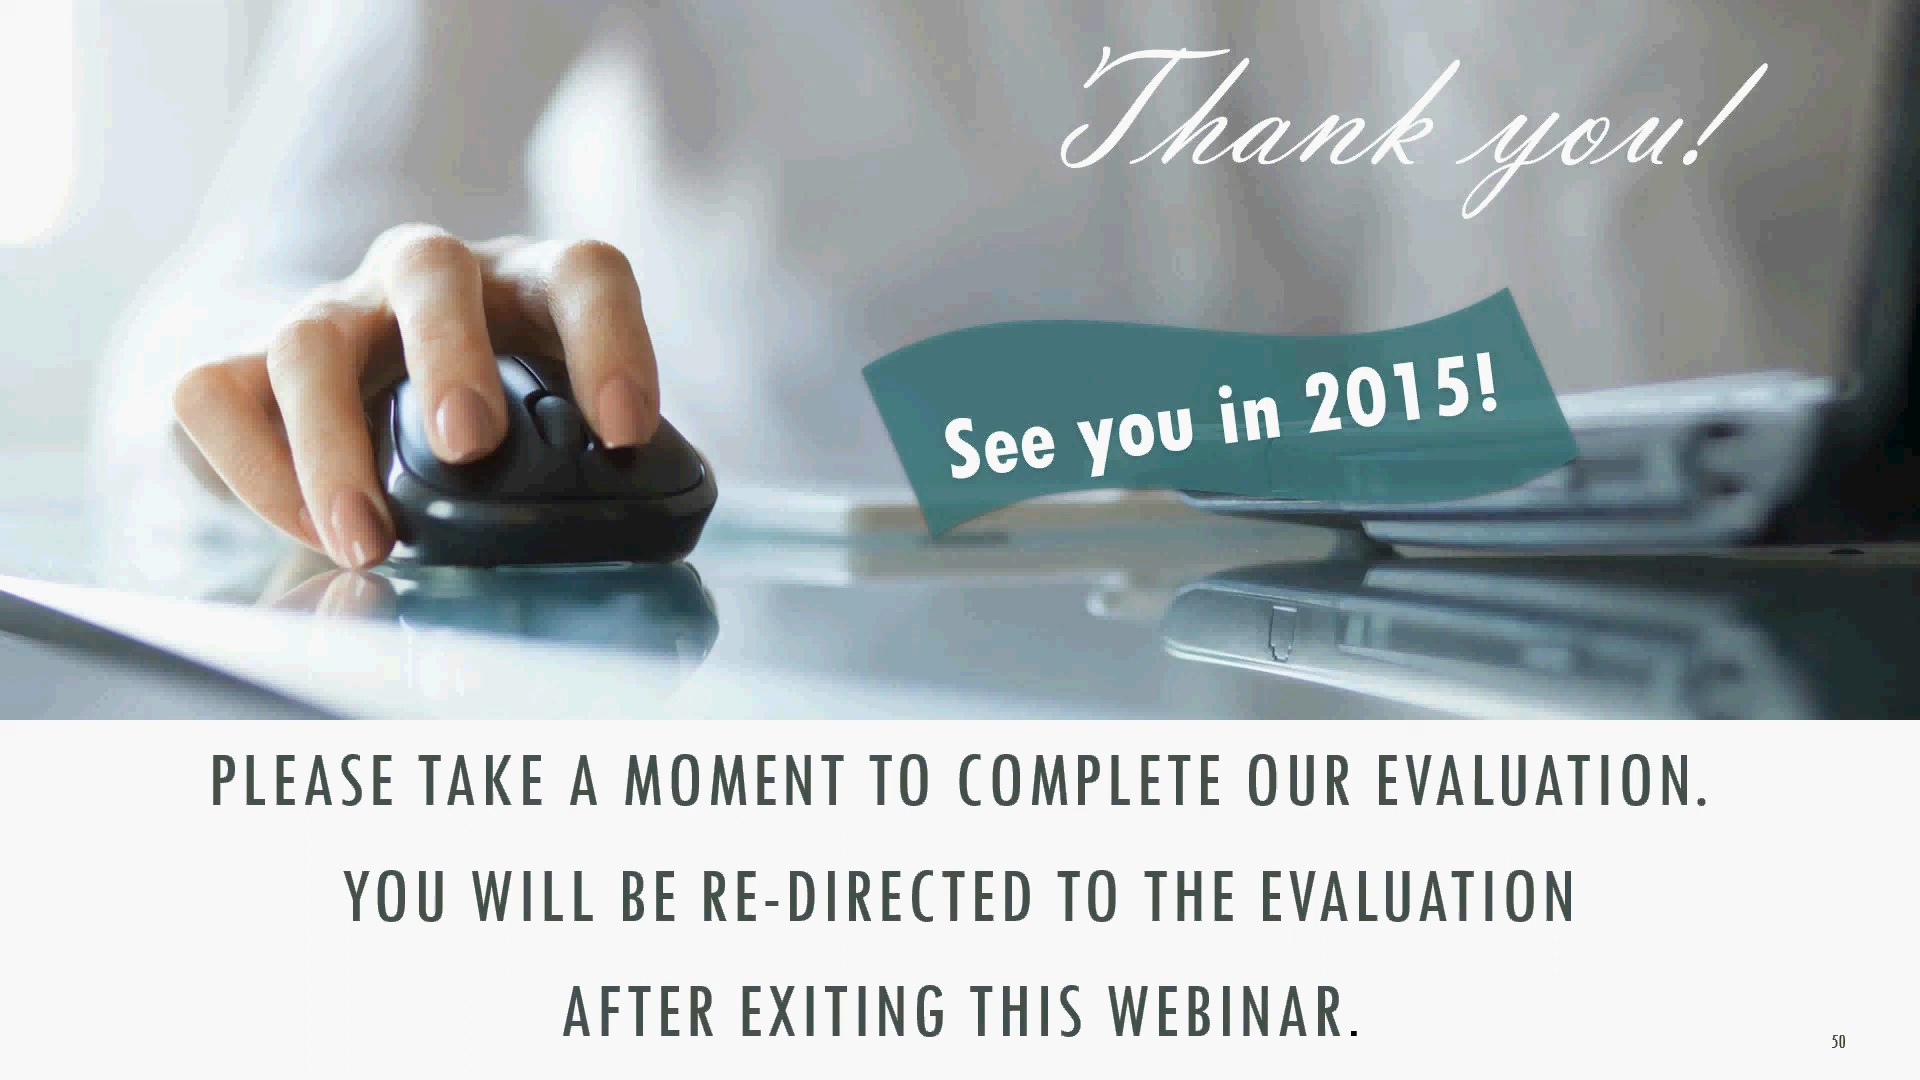 Thank you!
See you in 2015!
PLEASE TAKE A MOMENT TO COMPLETE OUR EVALUATION.
YOU WILL BE RE-DIRECTED TO THE EVALUATION
AFTER EXITING THIS WEBINAR.
50